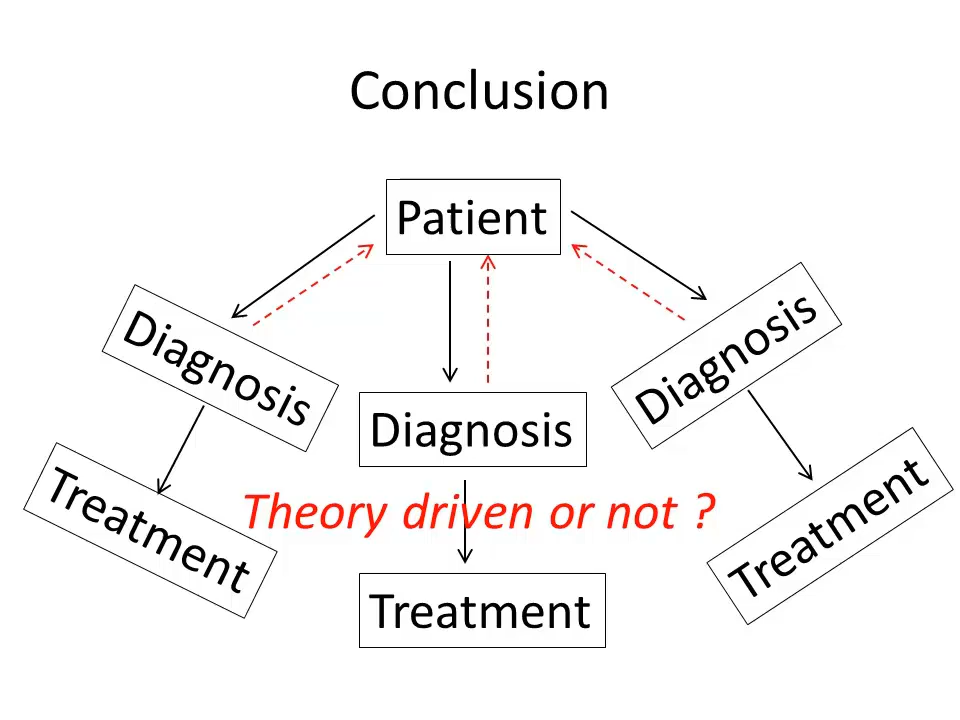 Conclusion
Patient
Diagnosis
Diagnosis
Diagnosis
Theory driven or not ?
Treatment
Treatment
Treatment